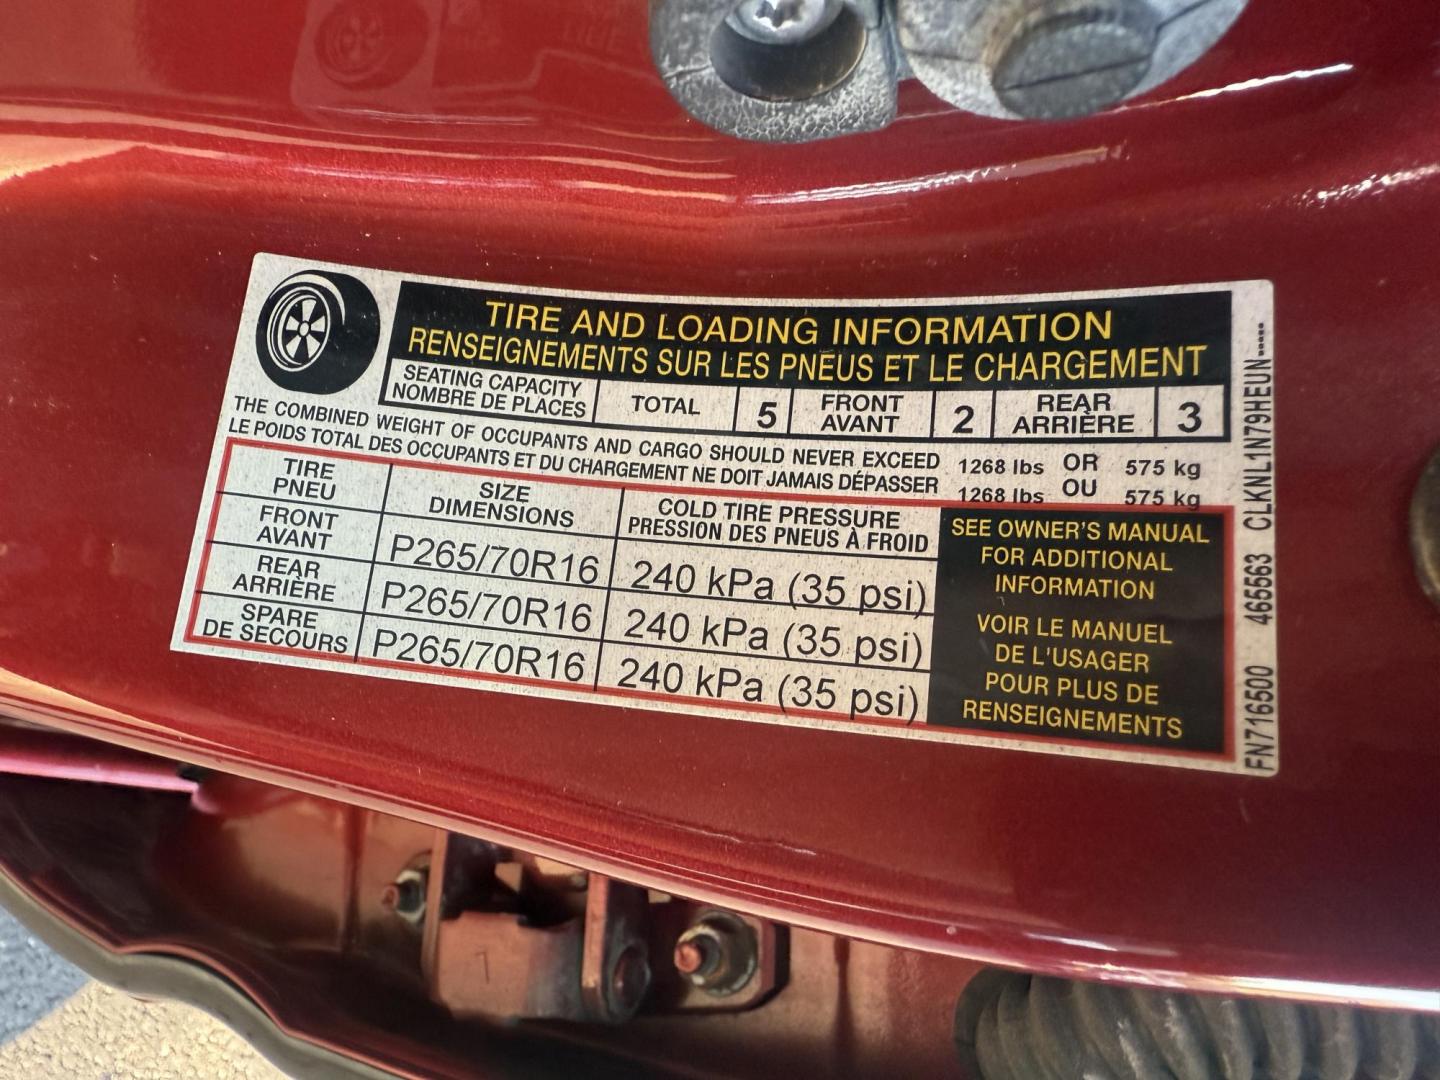 TIRE AND LOADING INFORMATION
RENSEIGNEMENTS SUR LES PNEUS ET LE CHARGEMENT
SEATING CAPACITY
NOMBRE DE PLACES
TOTAL
5
FRONT
AVANT
2
REAR
ARRIÈRE
3
THE COMBINED WEIGHT OF OCCUPANTS AND CARGO SHOULD NEVER EXCEED 1268 lbs OR 575 kg
LE POIDS TOTAL DES OCCUPANTS ET DU CHARGEMENT NE DOIT JAMAIS DÉPASSER 1268 lbs OU 575 kg
TIRE
PNEU
SIZE
DIMENSIONS
COLD TIRE PRESSURE
PRESSION DES PNEUS À FROID
FRONT
AVANT
P265/70R16
240 kPa (35 psi)
REAR
ARRIÈRE
P265/70R16
240 kPa (35 psi)
SPARE
DE SECOURS
P265/70R16
240 kPa (35 psi)
SEE OWNER'S MANUAL
FOR ADDITIONAL
INFORMATION
VOIR LE MANUEL
DE L'USAGER
POUR PLUS DE
RENSEIGNEMENTS
FN716500 465563 CLKNL1N79HEUN.....